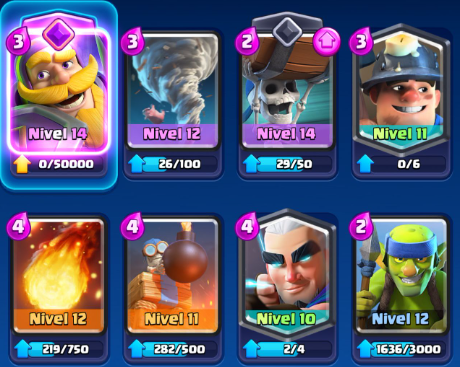 3 3 2 3
Nivel 14 Nivel 12 Nivel 14 Nivel 11
0/50000 26/100 29/50 0/6
4 4 4 2
Nivel 12 Nivel 11 Nivel 10 Nivel 12
219/750 282/500 2/4 1636/3000